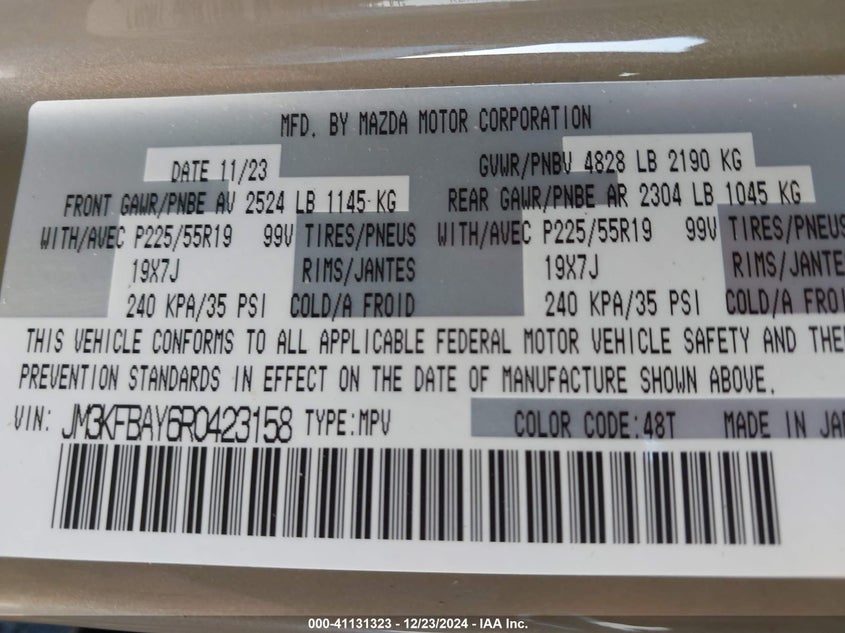 MFD. BY MAZDA MOTOR CORPORATION
DATE 11/23 GVWR/PNBV 4828 LB 2190 KG
FRONT GAWR/PNBE AV 2524 LB 1145 KG REAR GAWR/PNBE AR 2304 LB 1045 KG
WITH/AVEC P225/55R19 99V TIRES/PNEUS WITH/AVEC P225/55R19 99V TIRES/PNEUS
19X7J RIMS/JANTES 19X7J RIMS/JANTE
240 KPA/35 PSI COLD/A FROID 240 KPA/35 PSI COLD/A FROI
THIS VEHICLE CONFORMS TO ALL APPLICABLE FEDERAL MOTOR VEHICLE SAFETY AND THE
PREVENTION STANDARDS IN EFFECT ON THE DATE OF MANUFACTURE SHOWN ABOVE.
VIN: JM3KFBAY6R0423158 TYPE:MPV COLOR CODE:48T MADE IN JAP
000-41131323 - 12/23/2024 - IAA Inc.